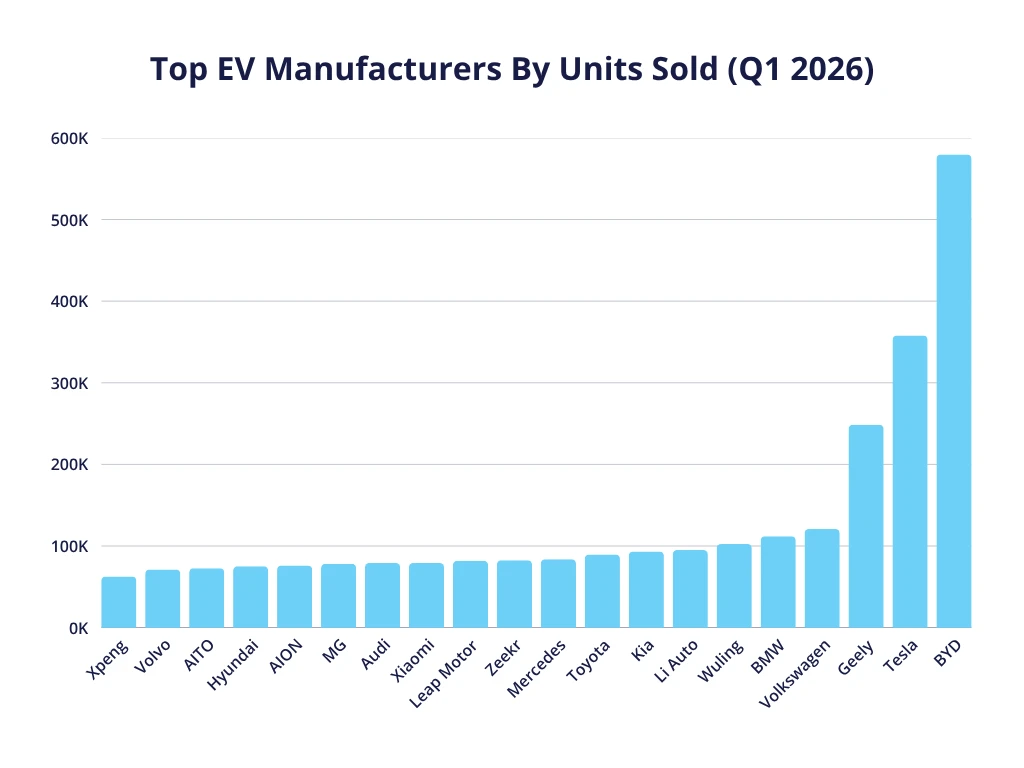 Top EV Manufacturers By Units Sold (Q1 2026)
600K
500K
400K
300K
200K
100K
0K
Xpeng
Volvo
AITO
Hyundai
AION
MG
Audi
Xiaomi
Leap Motor
Zeekr
Mercedes
Toyota
Kia
Li Auto
Wuling
BMW
Volkswagen
Geely
Tesla
BYD